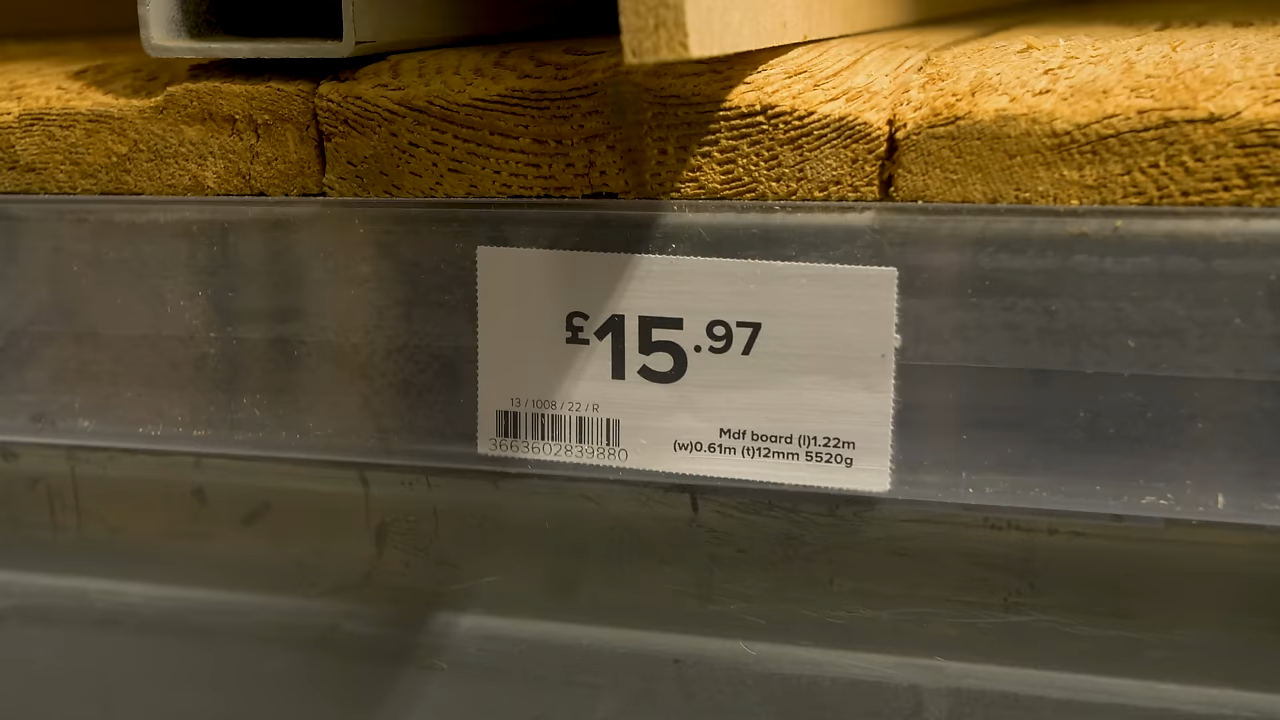 £15.97
13 / 1008 / 22 / R
3663602839880
Mdf board (l)1.22m
(w)0.61m (t)12mm 5520g